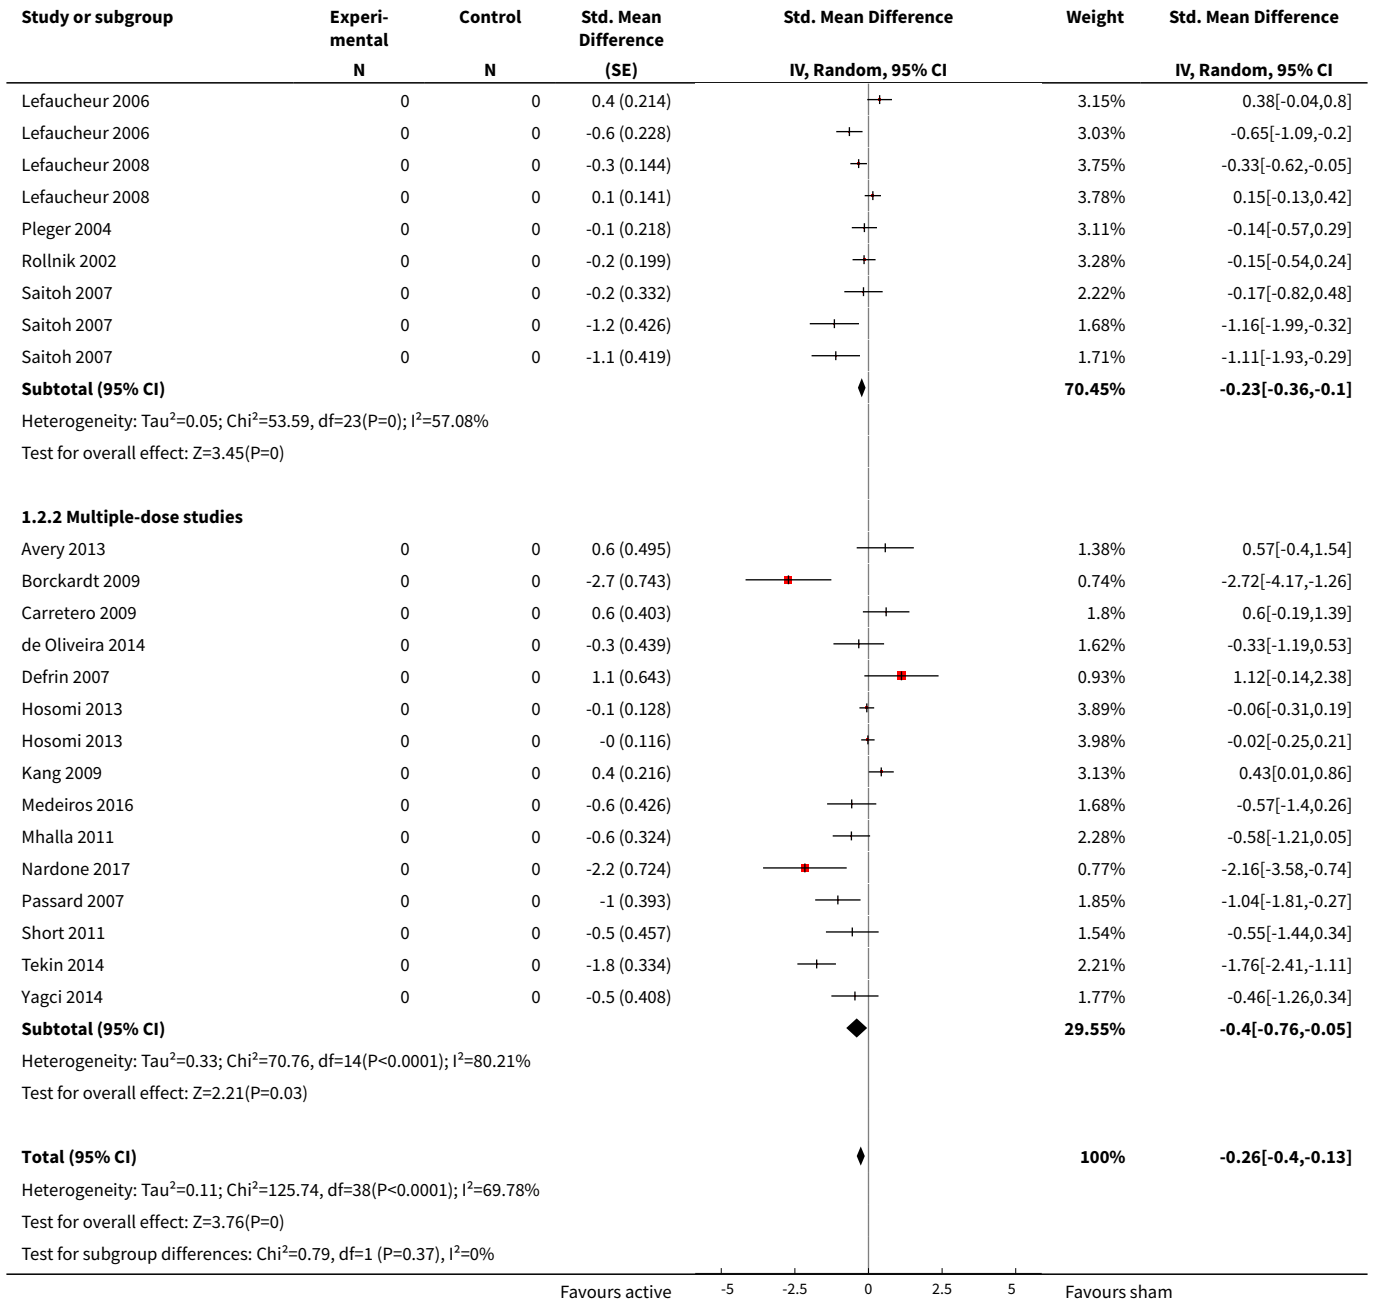 Study or subgroup Experi- Control Std. Mean Std. Mean Difference Weight Std. Mean Difference
mental Difference
N N (SE) IV, Random, 95% CI IV, Random, 95% CI
Lefaucheur 2006 0 0 0.4 (0.214) 3.15% 0.38[-0.04,0.8]
Lefaucheur 2006 0 0 -0.6 (0.228) 3.03% -0.65[-1.09,-0.2]
Lefaucheur 2008 0 0 -0.3 (0.144) 3.75% -0.33[-0.62,-0.05]
Lefaucheur 2008 0 0 0.1 (0.141) 3.78% 0.15[-0.13,0.42]
Pleger 2004 0 0 -0.1 (0.218) 3.11% -0.14[-0.57,0.29]
Rollnik 2002 0 0 -0.2 (0.199) 3.28% -0.15[-0.54,0.24]
Saitoh 2007 0 0 -0.2 (0.332) 2.22% -0.17[-0.82,0.48]
Saitoh 2007 0 0 -1.2 (0.426) 1.68% -1.16[-1.99,-0.32]
Saitoh 2007 0 0 -1.1 (0.419) 1.71% -1.11[-1.93,-0.29]
Subtotal (95% CI) 70.45% -0.23[-0.36,-0.1]
Heterogeneity: Tau²=0.05; Chi²=53.59, df=23(P=0); I²=57.08%
Test for overall effect: Z=3.45(P=0)
1.2.2 Multiple-dose studies
Avery 2013 0 0 0.6 (0.495) 1.38% 0.57[-0.4,1.54]
Borckardt 2009 0 0 -2.7 (0.743) 0.74% -2.72[-4.17,-1.26]
Carretero 2009 0 0 0.6 (0.403) 1.8% 0.6[-0.19,1.39]
de Oliveira 2014 0 0 -0.3 (0.439) 1.62% -0.33[-1.19,0.53]
Defrin 2007 0 0 1.1 (0.643) 0.93% 1.12[-0.14,2.38]
Hosomi 2013 0 0 -0.1 (0.128) 3.89% -0.06[-0.31,0.19]
Hosomi 2013 0 0 -0 (0.116) 3.98% -0.02[-0.25,0.21]
Kang 2009 0 0 0.4 (0.216) 3.13% 0.43[0.01,0.86]
Medeiros 2016 0 0 -0.6 (0.426) 1.68% -0.57[-1.4,0.26]
Mhalla 2011 0 0 -0.6 (0.324) 2.28% -0.58[-1.21,0.05]
Nardone 2017 0 0 -2.2 (0.724) 0.77% -2.16[-3.58,-0.74]
Passard 2007 0 0 -1 (0.393) 1.85% -1.04[-1.81,-0.27]
Short 2011 0 0 -0.5 (0.457) 1.54% -0.55[-1.44,0.34]
Tekin 2014 0 0 -1.8 (0.334) 2.21% -1.76[-2.41,-1.11]
Yagci 2014 0 0 -0.5 (0.408) 1.77% -0.46[-1.26,0.34]
Subtotal (95% CI) 29.55% -0.4[-0.76,-0.05]
Heterogeneity: Tau²=0.33; Chi²=70.76, df=14(P<0.0001); I²=80.21%
Test for overall effect: Z=2.21(P=0.03)
Total (95% CI) 100% -0.26[-0.4,-0.13]
Heterogeneity: Tau²=0.11; Chi²=125.74, df=38(P<0.0001); I²=69.78%
Test for overall effect: Z=3.76(P=0)
Test for subgroup differences: Chi²=0.79, df=1 (P=0.37), I²=0%
Favours active -5 -2.5 0 2.5 5 Favours sham